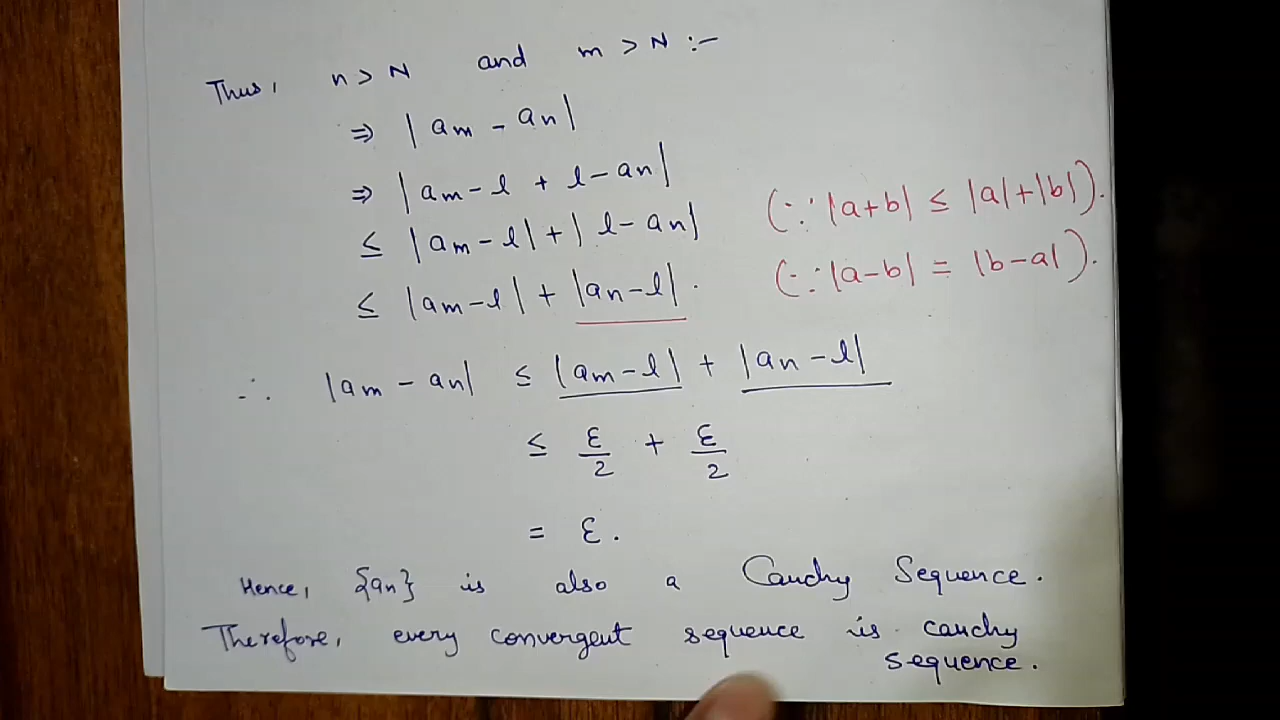 Thus, n > N and m > N :-
⇒ |am - an|
⇒ |am - l + l - an|
≤ |am - l| + | l - an| (∵ |a+b| ≤ |a|+|b|).
≤ |am - l| + |an - l|. (∵ |a-b| = |b-a|).
∴ |am - an| ≤ |am - l| + |an - l|
≤ ε/2 + ε/2
= ε.
Hence, {an} is also a Cauchy Sequence.
Therefore, every convergent sequence is cauchy
sequence.